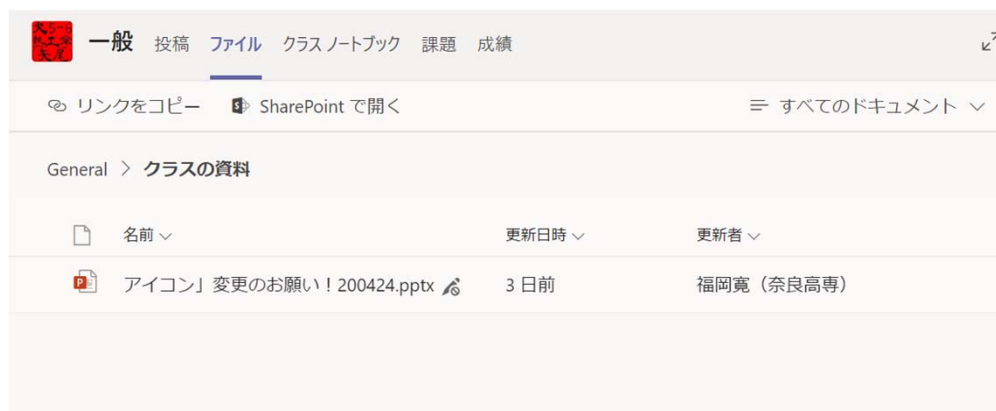 一般 投稿 ファイル クラス ノートブック 課題 成績
リンクをコピー SharePoint で開く すべてのドキュメント
General > クラスの資料
名前 更新日時 更新者
アイコン」変更のお願い！200424.pptx 3 日前 福岡寛（奈良高専）